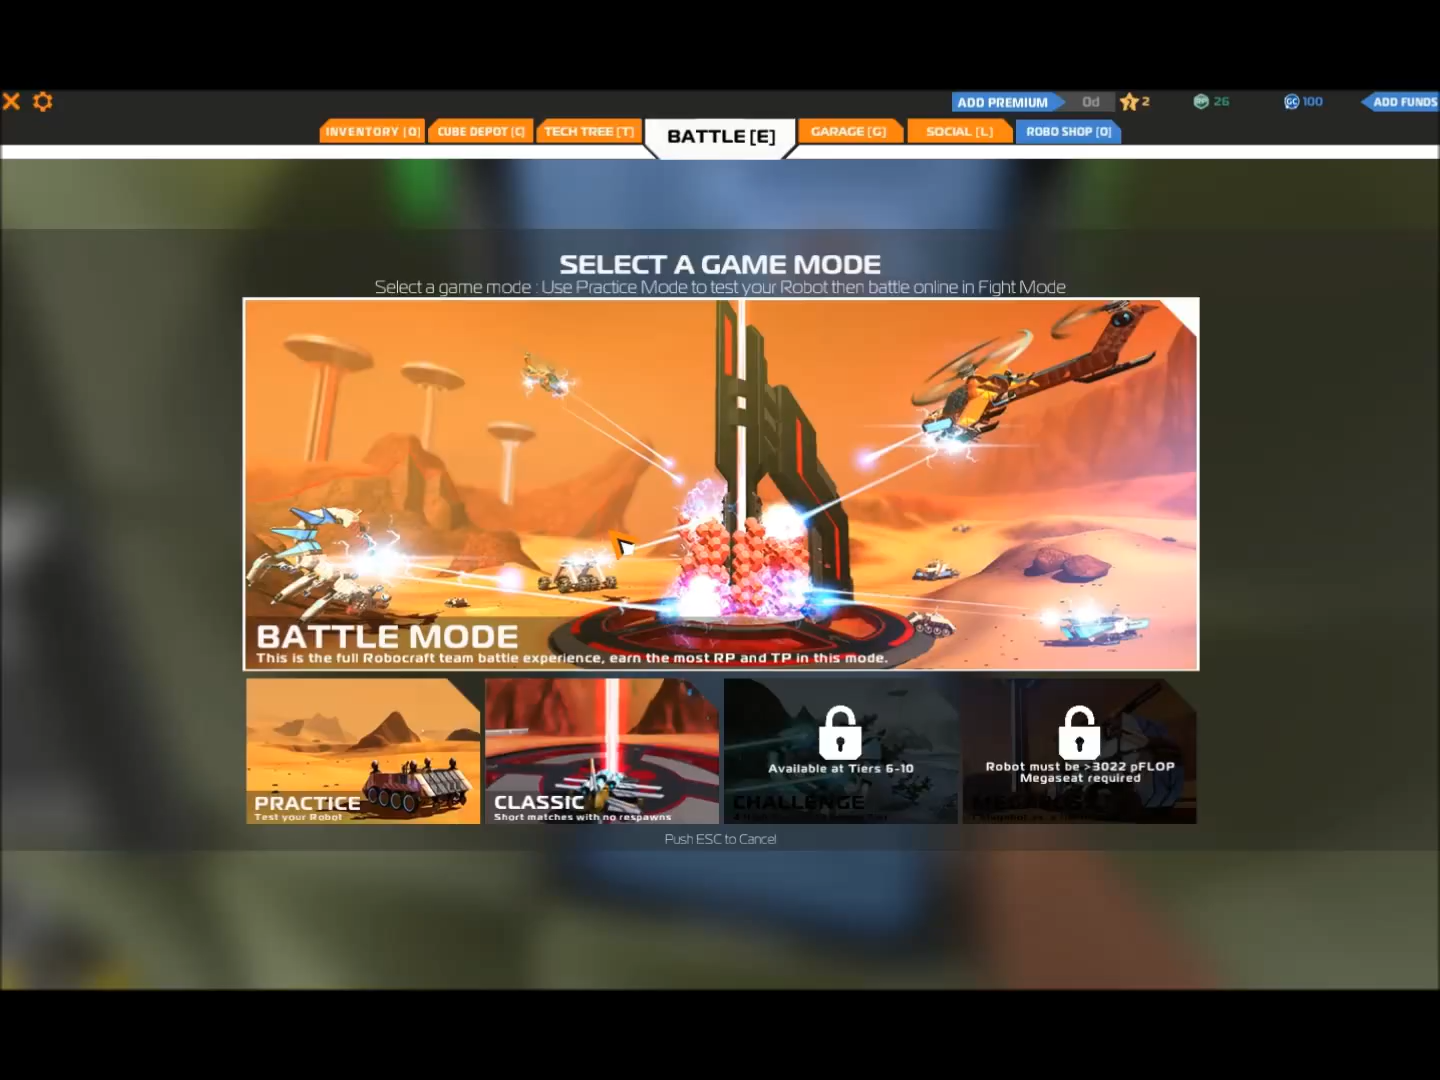 ADD PREMIUM 0d 2 26 GC 100 ADD FUNDS
INVENTORY [Q] CUBE DEPOT [C] TECH TREE [T] BATTLE [E] GARAGE [G] SOCIAL [L] ROBO SHOP [O]
SELECT A GAME MODE
Select a game mode : Use Practice Mode to test your Robot then battle online in Fight Mode
BATTLE MODE
This is the full Robocraft team battle experience, earn the most RP and TP in this mode.
PRACTICE
Test your Robot
CLASSIC
Short matches with no respawns
Available at Tiers 6-10
CHALLENGE
Robot must be >3022 pFLOP
Megaseat required
Push ESC to Cancel